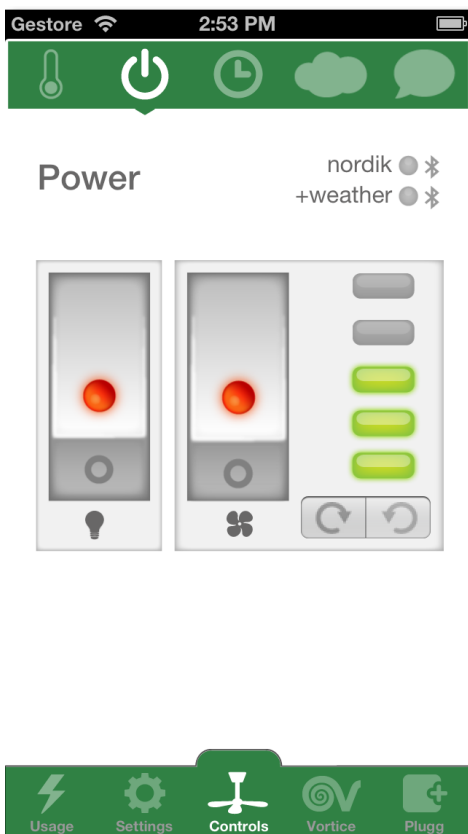 Gestore 2:53 PM
Power
nordik
+weather
Usage Settings Controls Vortice Plugg